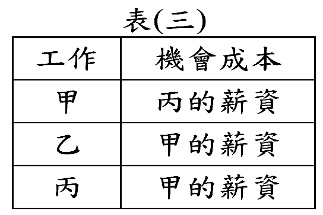 表(三)
工作 機會成本
甲 丙的薪資
乙 甲的薪資
丙 甲的薪資